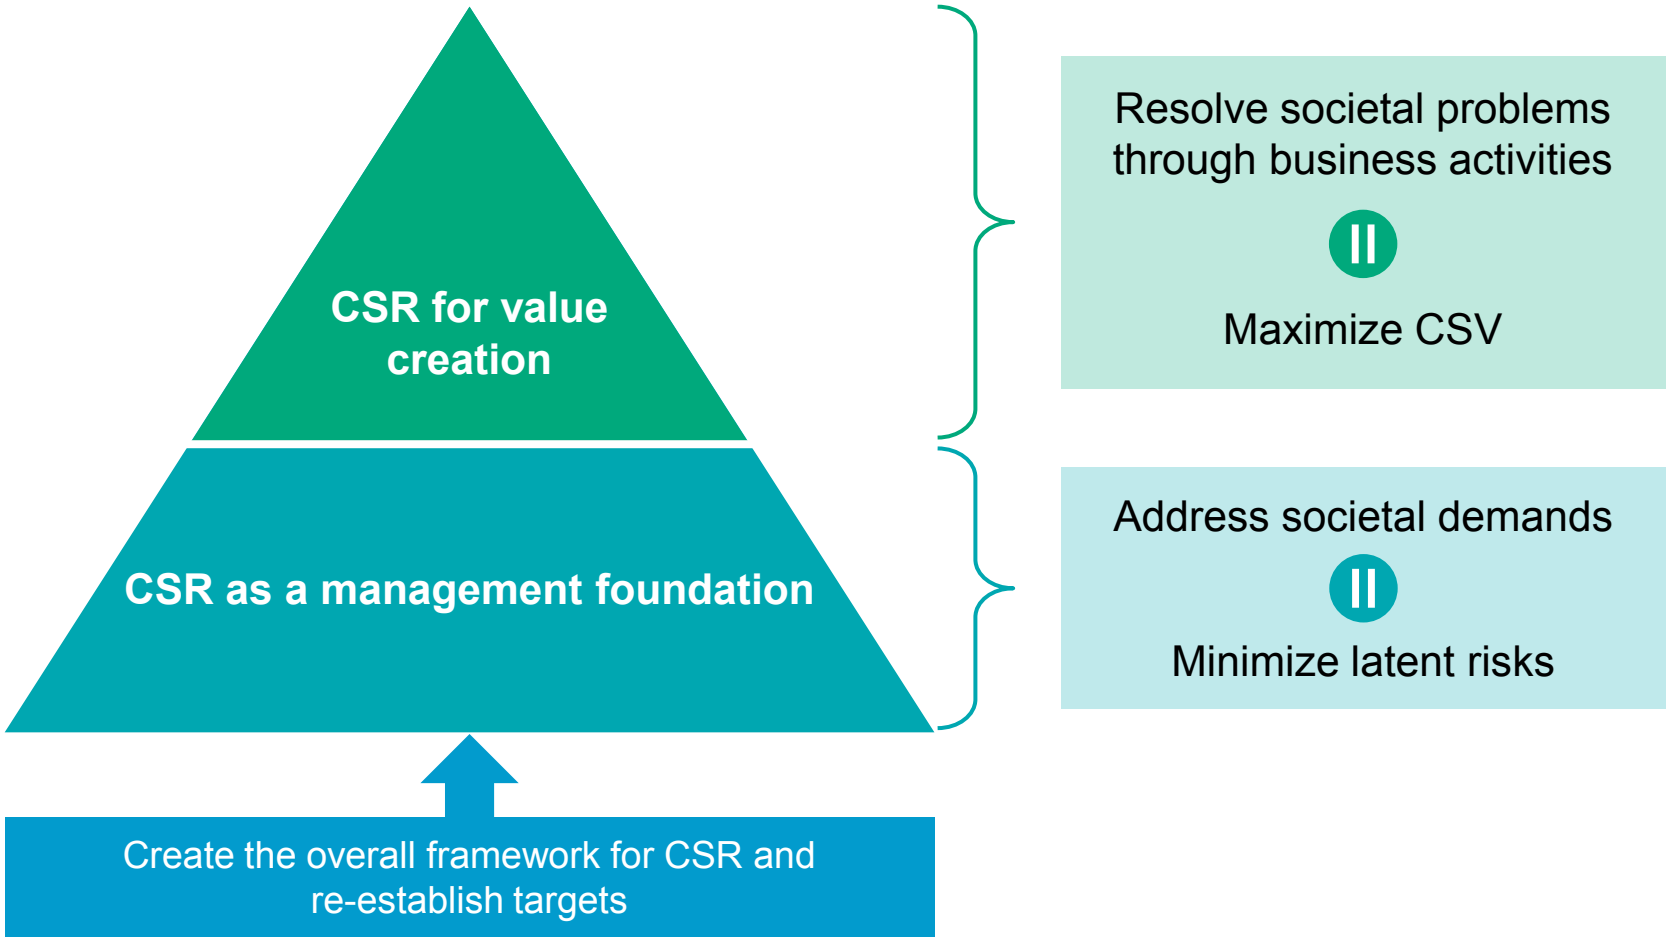 CSR for value
creation
Resolve societal problems
through business activities
Maximize CSV
CSR as a management foundation
Address societal demands
Minimize latent risks
Create the overall framework for CSR and
re-establish targets